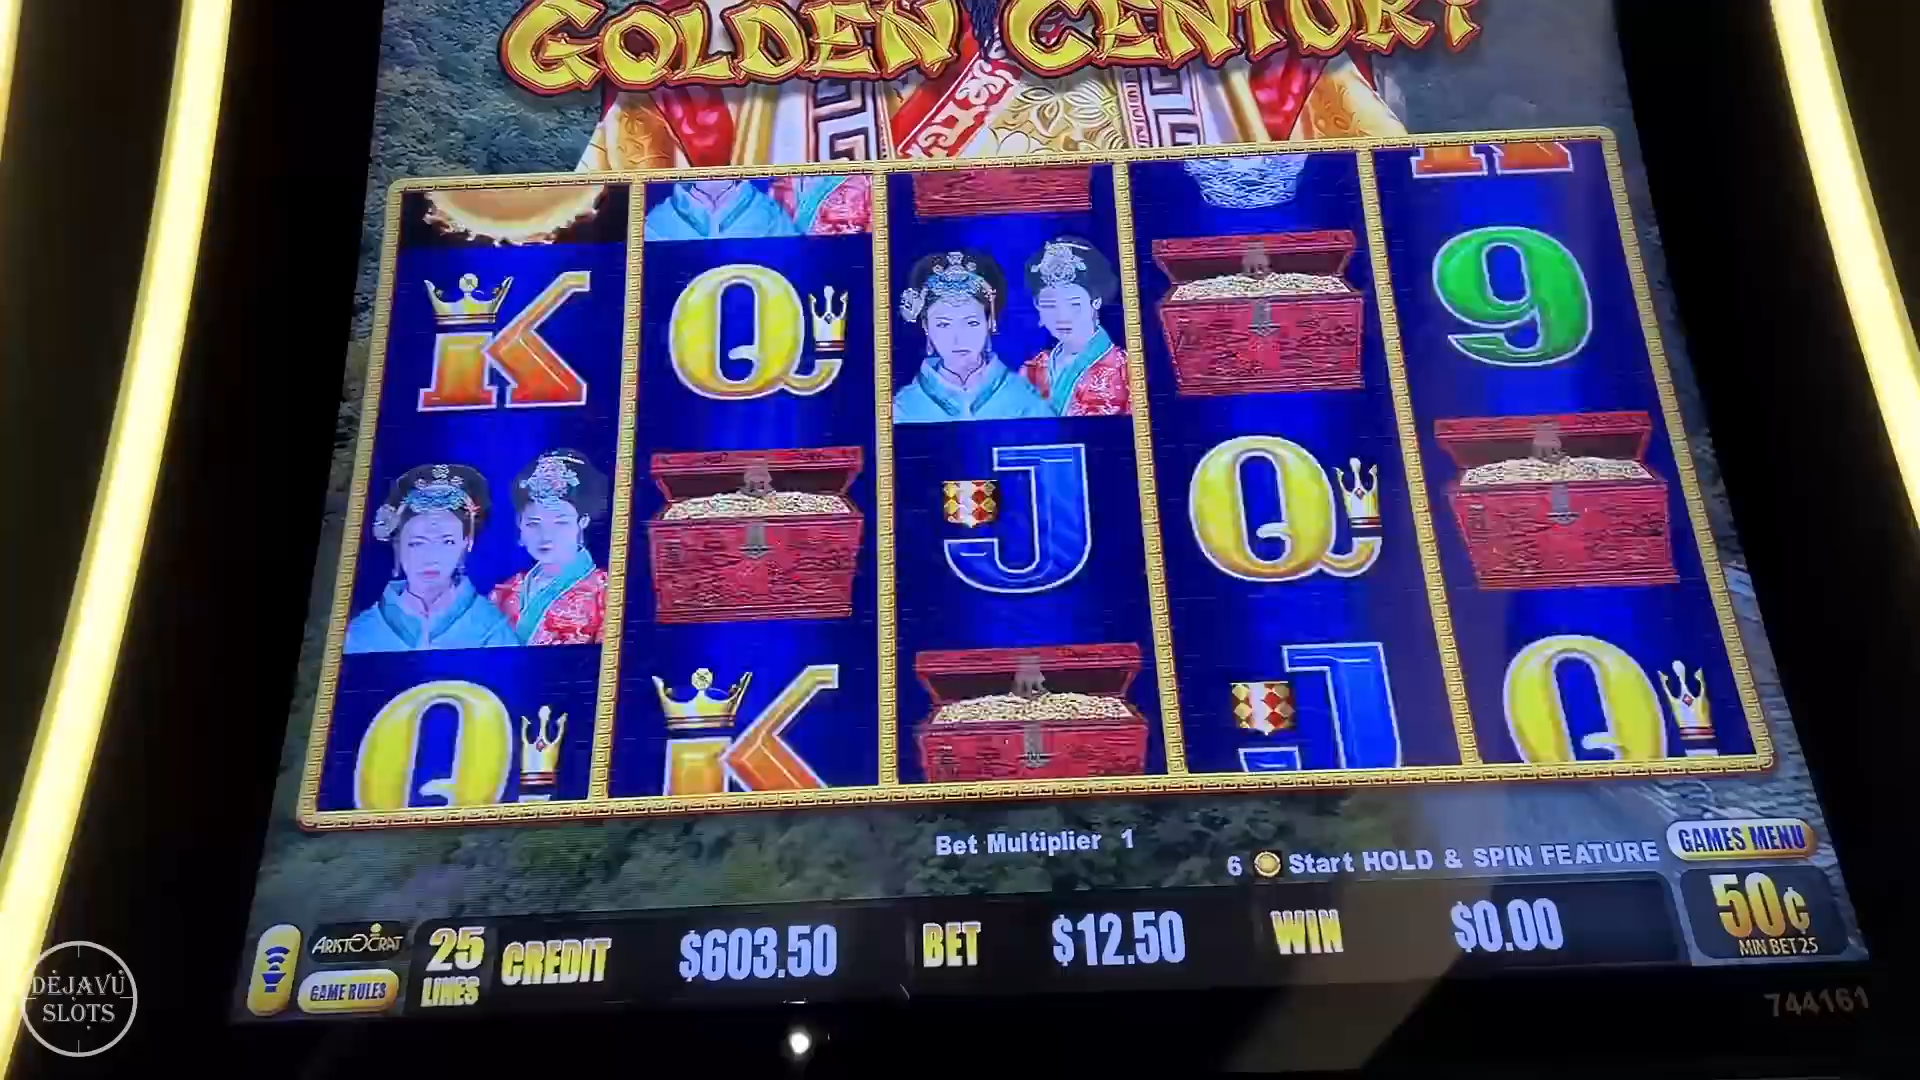 GOLDEN CENTURY
K
Q
9
K
Q
J
Q
Q
K
J
Q
Bet Multiplier 1
6 Start HOLD & SPIN FEATURE
GAMES MENU
ARISTOCRAT
GAME RULES
25 LINES
CREDIT $603.50
BET $12.50
WIN $0.00
50¢
MIN BET 25
744161
DEJAVU
SLOTS